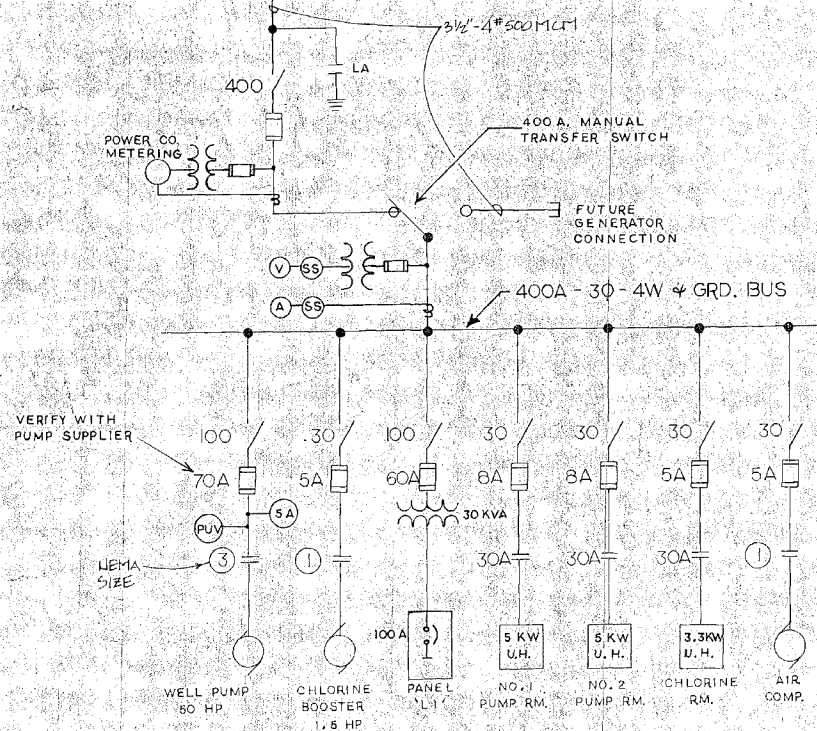 3½"-4#500MCM
LA
400
POWER CO.
METERING
400 A. MANUAL
TRANSFER SWITCH
FUTURE
GENERATOR
CONNECTION
V SS
A SS
400A - 3Φ - 4W & GRD. BUS
VERIFY WITH
PUMP SUPPLIER
100 30 100 30 30 30 30
70A 5A 60A 8A 8A 5A 5A
30 KVA
PUV 5A
NEMA
SIZE
3 1 30A 30A 30A 1
100 A
5 KW
U.H.
5 KW
U.H.
3.3KW
U.H.
WELL PUMP
50 HP
CHLORINE
BOOSTER
1.5 HP
PANEL
'L1'
NO. 1
PUMP RM.
NO. 2
PUMP RM.
CHLORINE
RM.
AIR
COMP.